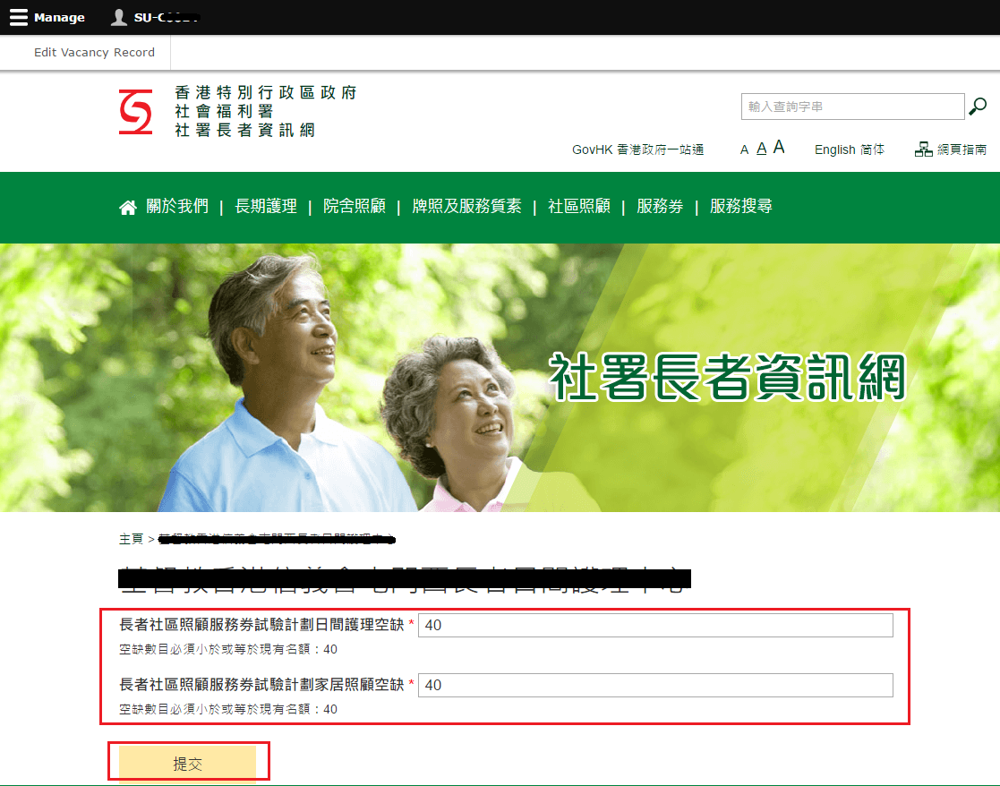 Manage
Edit Vacancy Record
香港特別行政區政府
社會福利署
社署長者資訊網
輸入查詢字串
GovHK 香港政府一站通 A A A English 简体 網頁指南
關於我們 | 長期護理 | 院舍照顧 | 牌照及服務質素 | 社區照顧 | 服務券 | 服務搜尋
社署長者資訊網
主頁 >
長者社區照顧服務券試驗計劃日間護理空缺 * 40
空缺數目必須小於或等於現有名額：40
長者社區照顧服務券試驗計劃家居照顧空缺 * 40
空缺數目必須小於或等於現有名額：40
提交